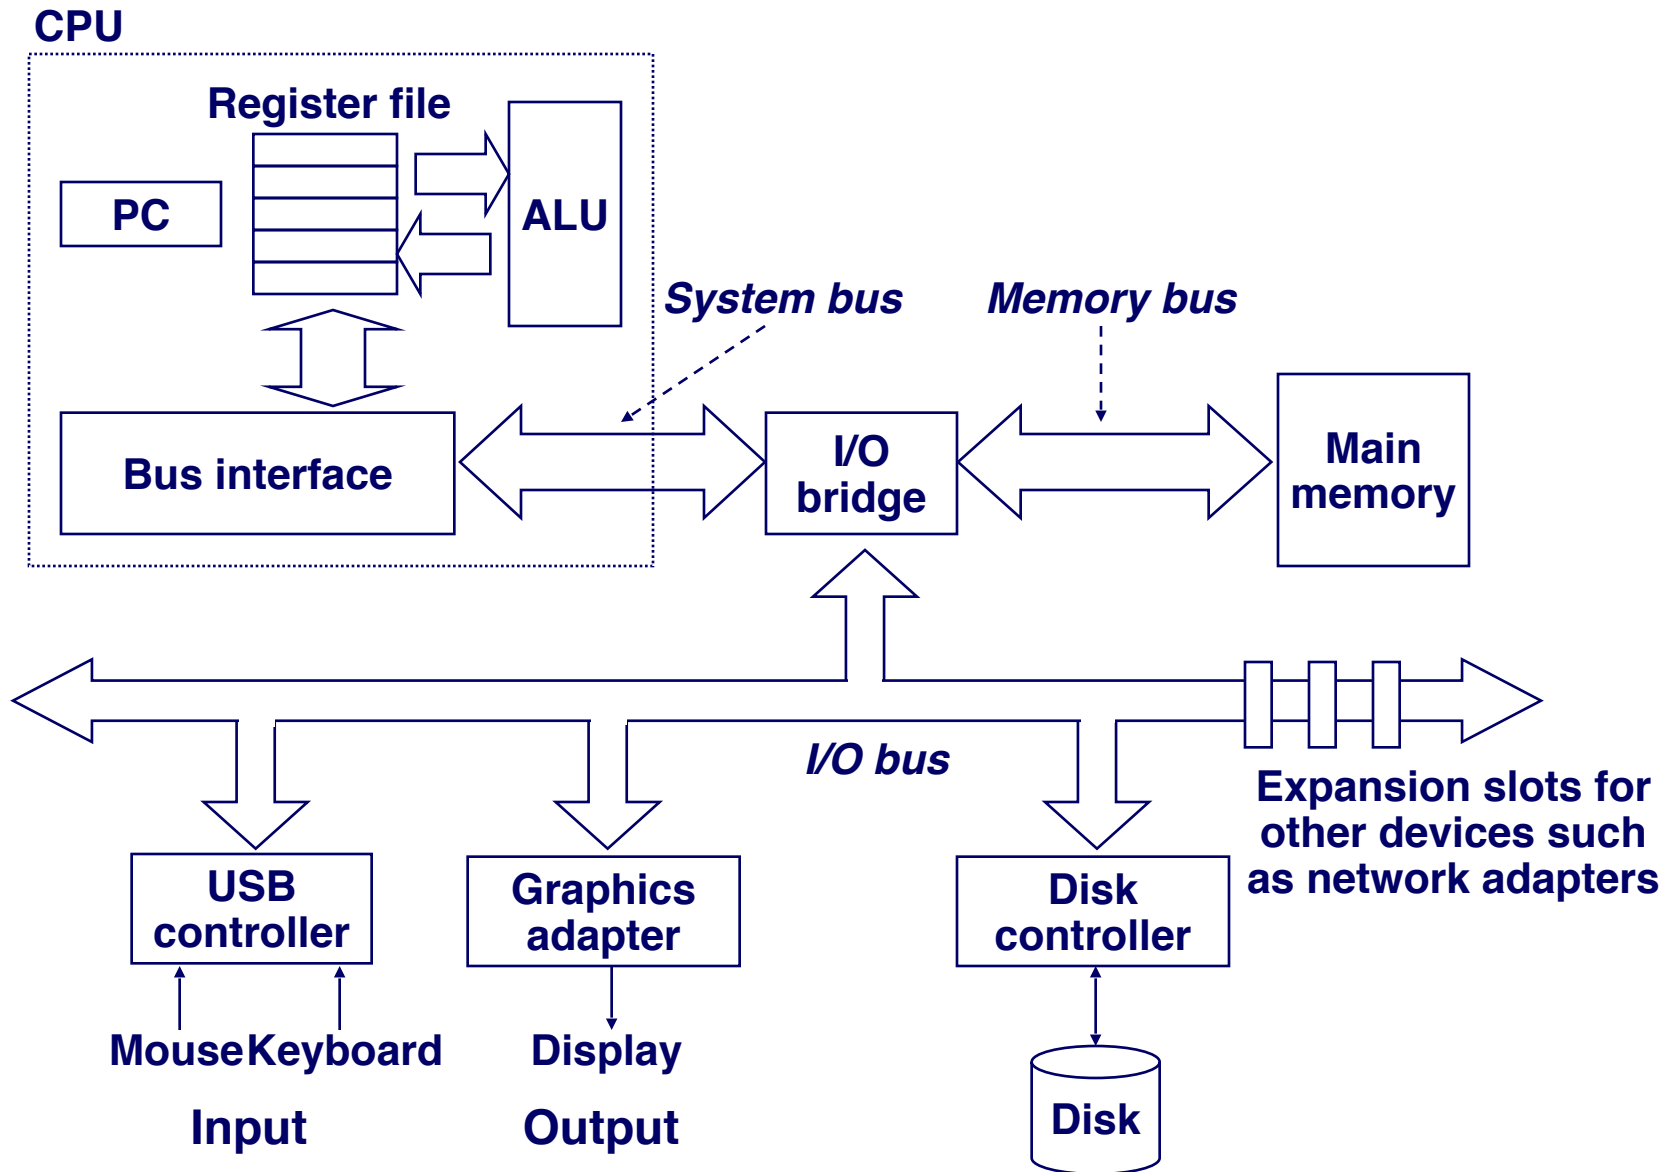 CPU
Register file
PC
ALU
System bus
Memory bus
Bus interface
I/O
bridge
Main
memory
I/O bus
Expansion slots for
other devices such
as network adapters
USB
controller
Graphics
adapter
Disk
controller
Mouse Keyboard
Display
Input
Output
Disk